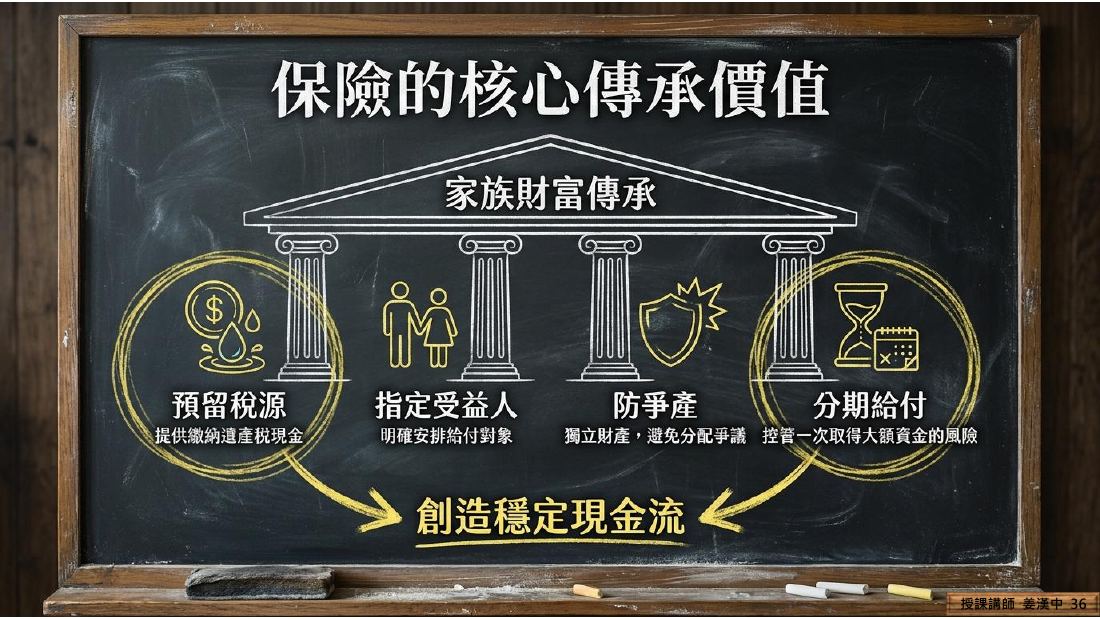 保險的核心傳承價值
家族財富傳承
$
預留稅源
提供繳納遺產稅現金
指定受益人
明確安排給付對象
防爭產
獨立財產，避免分配爭議
分期給付
控管一次取得大額資金的風險
創造穩定現金流
授課講師 姜漢中 36